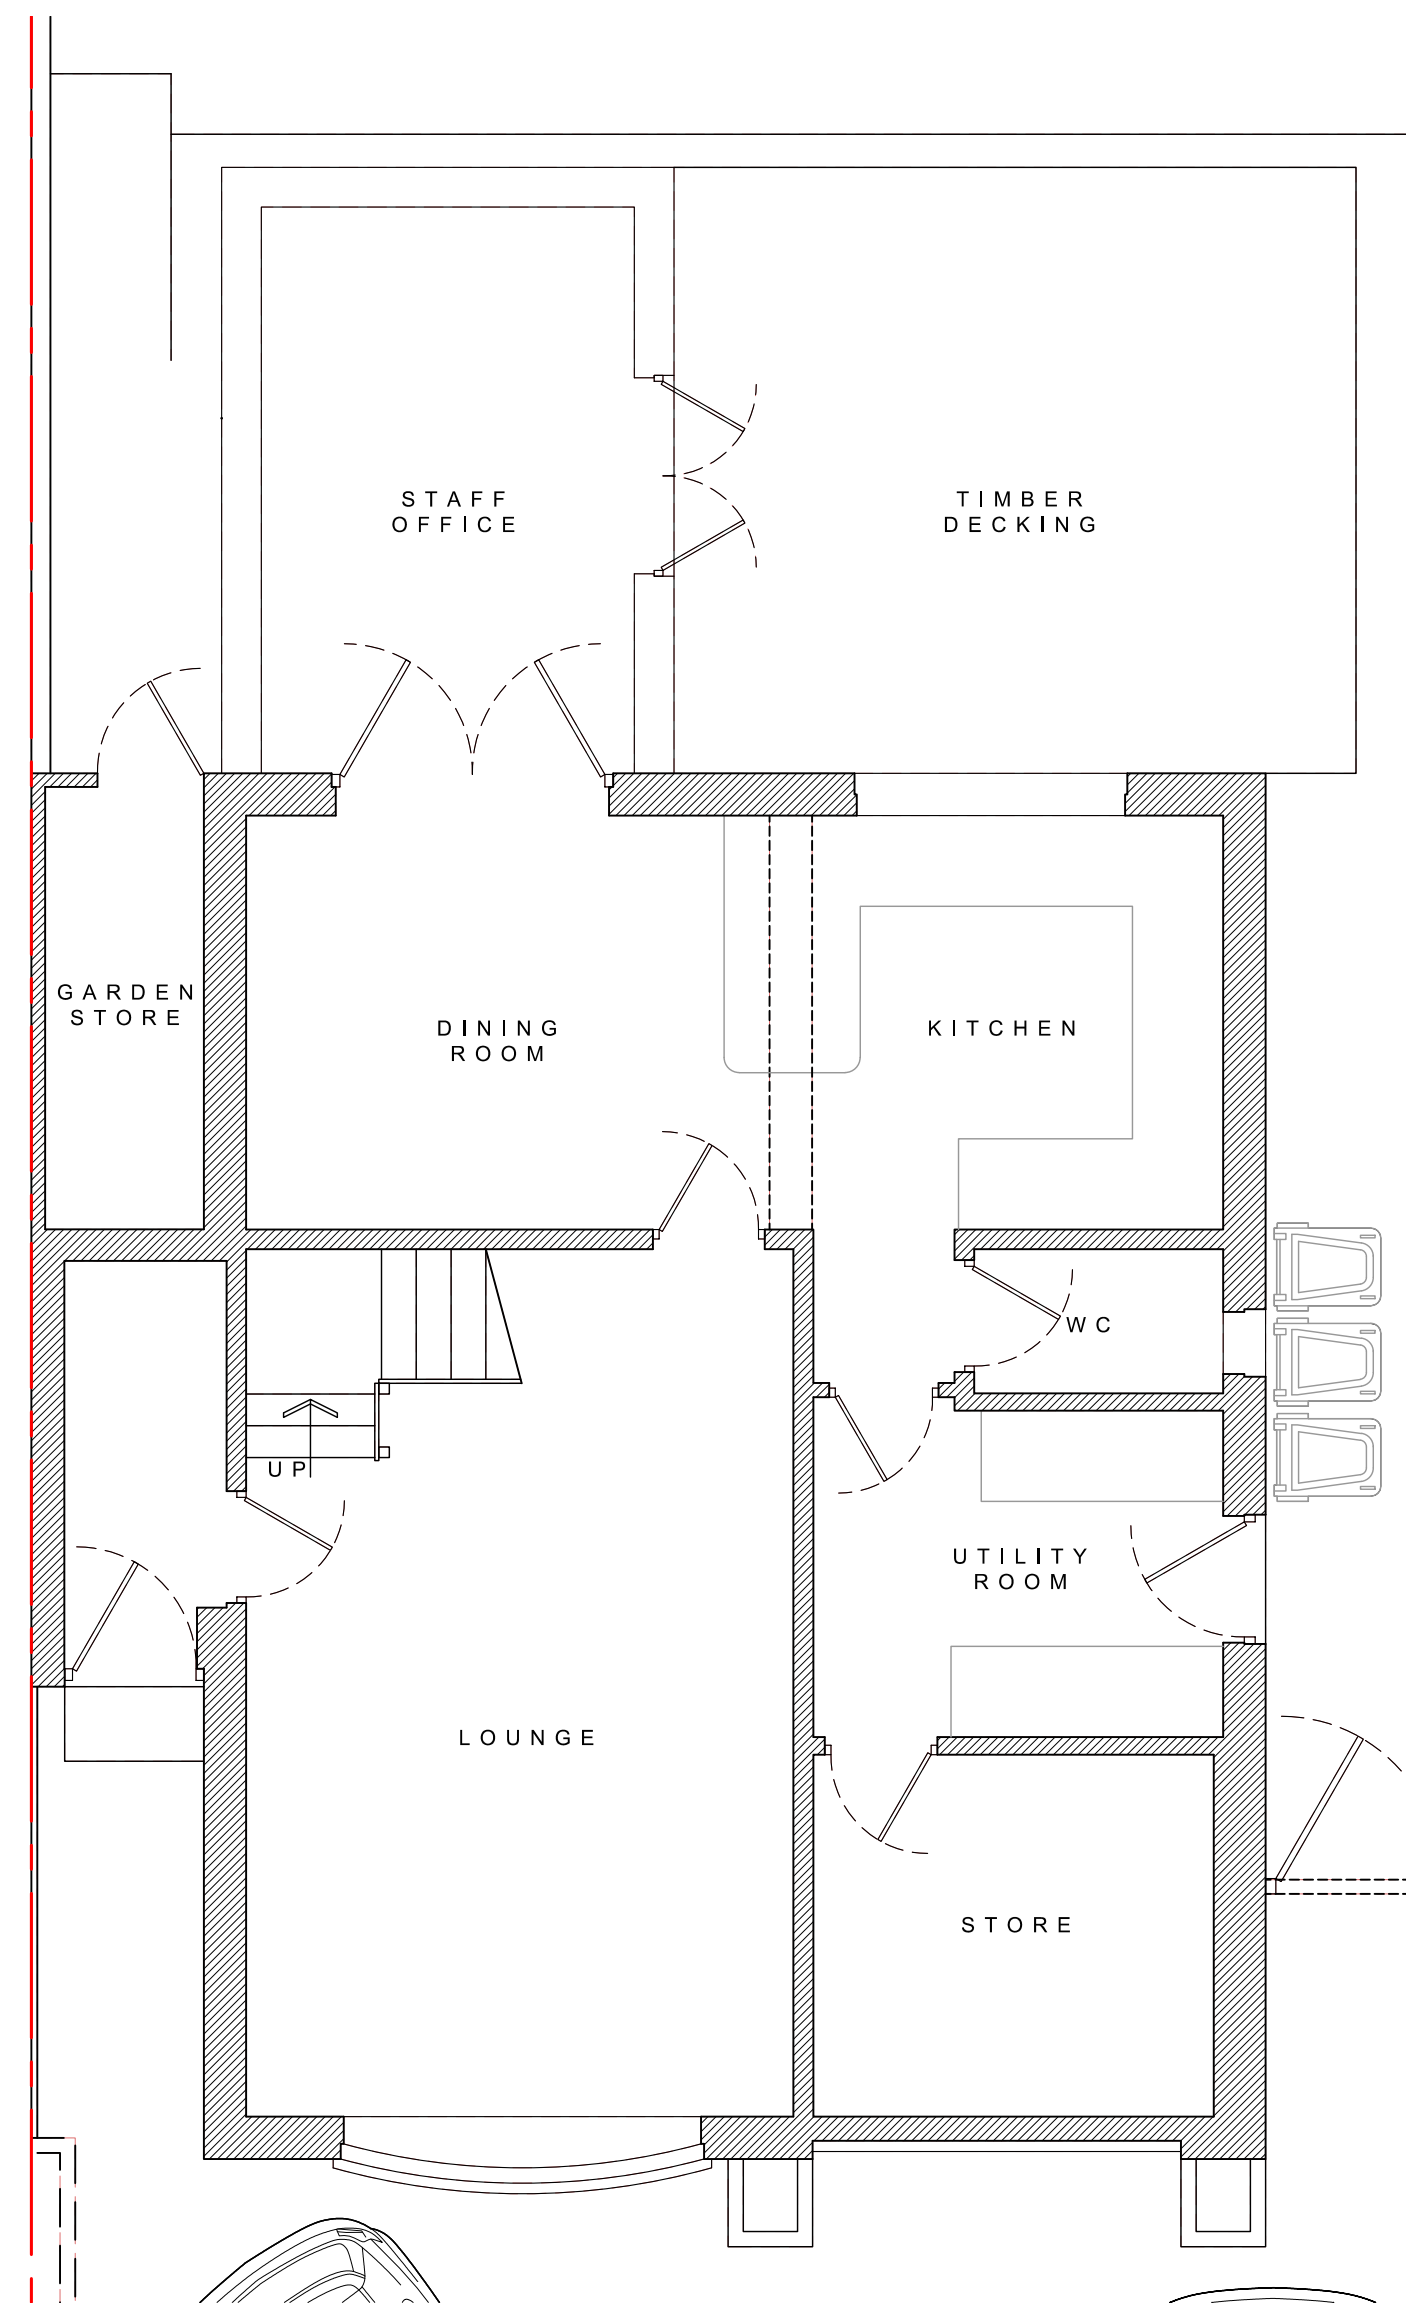 STAFF
OFFICE
TIMBER
DECKING
GARDEN
STORE
DINING
ROOM
KITCHEN
WC
UP
UTILITY
ROOM
LOUNGE
STORE